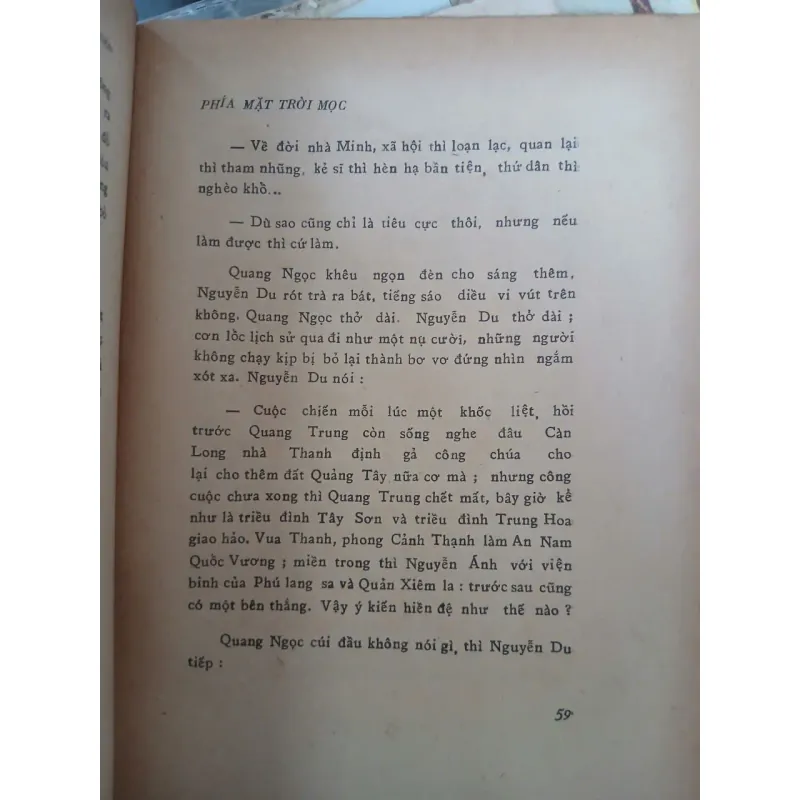 PHÍA MẶT TRỜI MỌC
— Về đời nhà Minh, xã hội thì loạn lạc, quan lại
thì tham nhũng, kẻ sĩ thì hèn hạ bần tiện, thứ dân thì
nghèo khổ...
— Dù sao cũng chỉ là tiêu cực thôi, nhưng nếu
làm được thì cứ làm.
Quang Ngọc khêu ngọn đèn cho sáng thêm,
Nguyễn Du rót trà ra bát, tiếng sáo diều vi vút trên
không. Quang Ngọc thở dài. Nguyễn Du thở dài ;
cơn lốc lịch sử qua đi như một nụ cười, những người
không chạy kịp bị bỏ lại thành bơ vơ đứng nhìn ngắm
xót xa. Nguyễn Du nói :
— Cuộc chiến mỗi lúc một khốc liệt, hồi
trước Quang Trung còn sống nghe đâu Càn
Long nhà Thanh định gả công chúa cho
lại cho thêm đất Quảng Tây nữa cơ mà ; nhưng công
cuộc chưa xong thì Quang Trung chết mất, bây giờ kể
như là triều đình Tây Sơn và triều đình Trung Hoa
giao hảo. Vua Thanh, phong Cảnh Thạnh làm An Nam
Quốc Vương ; miền trong thì Nguyễn Ánh với viện
binh của Phú lang sa và Quản Xiêm la : trước sau cũng
có một bên thắng. Vậy ý kiến hiền đệ như thế nào ?
Quang Ngọc cúi đầu không nói gì, thì Nguyễn Du
tiếp :
59